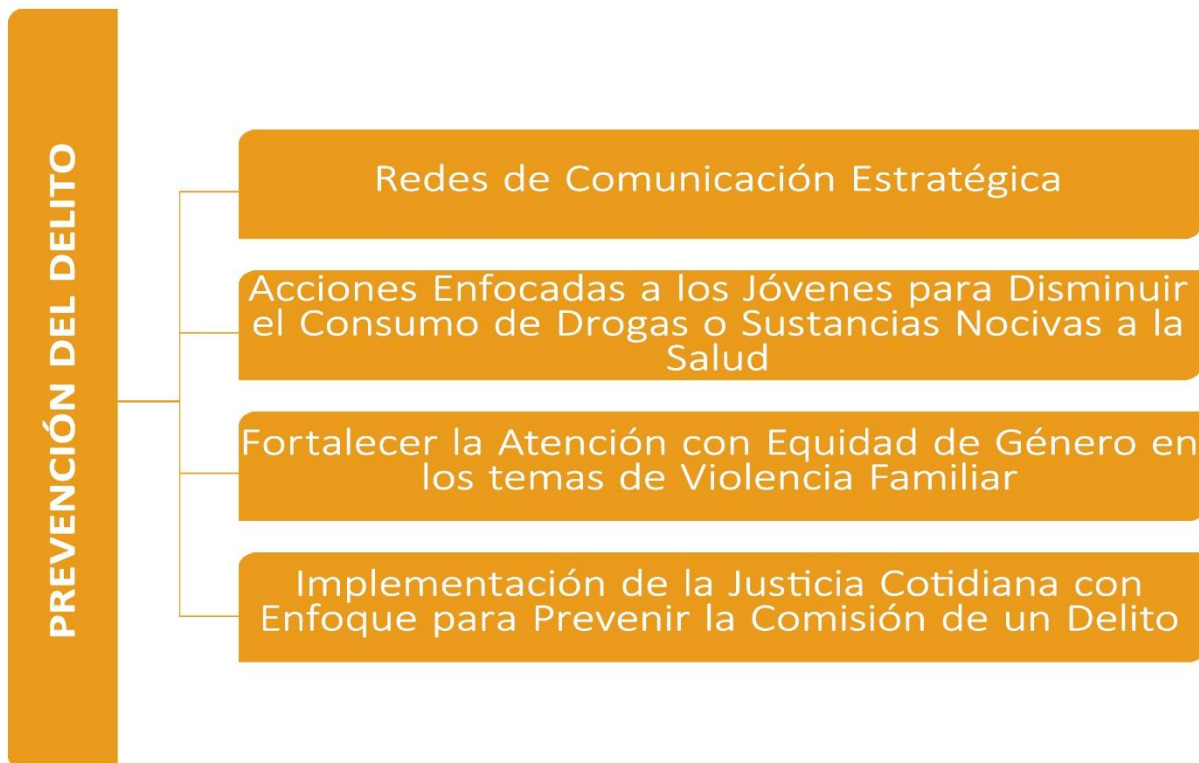 PREVENCIÓN DEL DELITO
Redes de Comunicación Estratégica
Acciones Enfocadas a los Jóvenes para Disminuir
el Consumo de Drogas o Sustancias Nocivas a la
Salud
Fortalecer la Atención con Equidad de Género en
los temas de Violencia Familiar
Implementación de la Justicia Cotidiana con
Enfoque para Prevenir la Comisión de un Delito